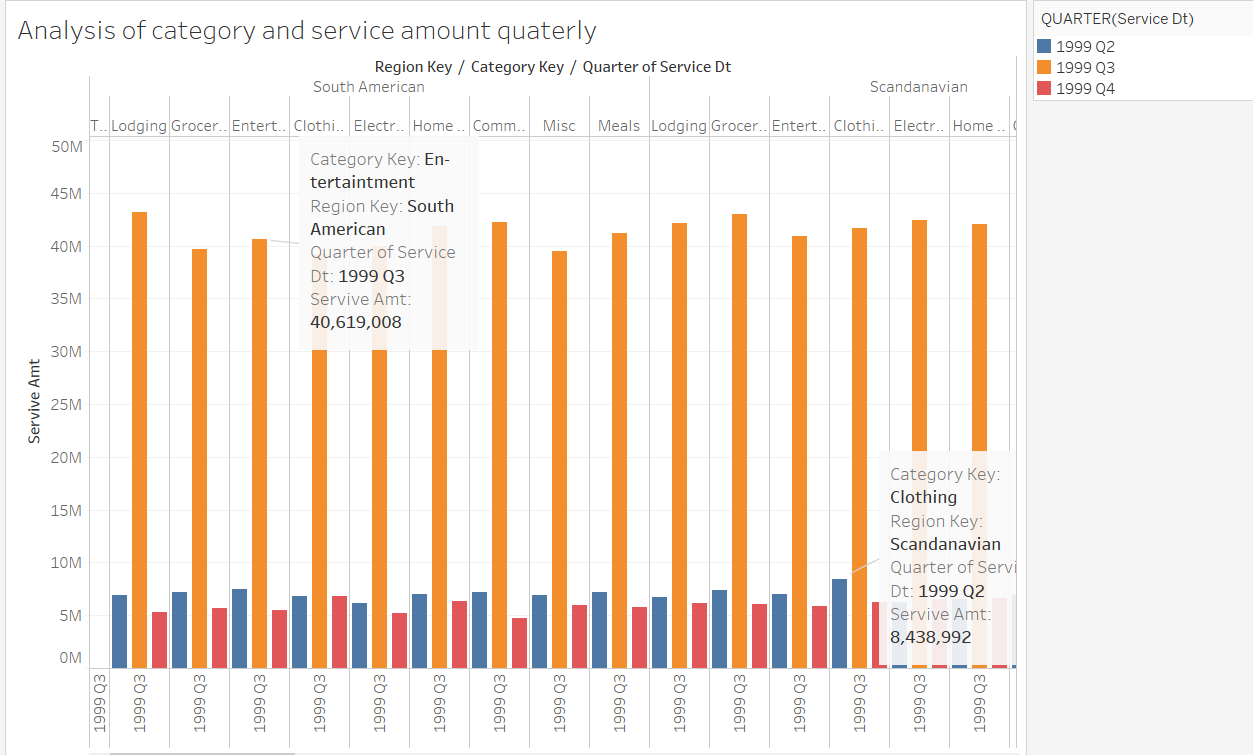 Analysis of category and service amount quaterly
Region Key / Category Key / Quarter of Service Dt
South American
Scandanavian
T.. Lodging Grocer.. Entert.. Clothi.. Electr.. Home .. Comm.. Misc Meals Lodging Grocer.. Entert.. Clothi.. Electr.. Home ..
50M
45M
40M
35M
30M
25M
20M
15M
10M
5M
0M
Servive Amt
Category Key: En-
tertaintment
Region Key: South
American
Quarter of Service
Dt: 1999 Q3
Servive Amt:
40,619,008
Category Key:
Clothing
Region Key:
Scandanavian
Quarter of Servi
Dt: 1999 Q2
Servive Amt:
8,438,992
1999 Q3 1999 Q3 1999 Q3 1999 Q3 1999 Q3 1999 Q3 1999 Q3 1999 Q3 1999 Q3 1999 Q3 1999 Q3 1999 Q3 1999 Q3 1999 Q3 1999 Q3 1999 Q3
QUARTER(Service Dt)
1999 Q2
1999 Q3
1999 Q4